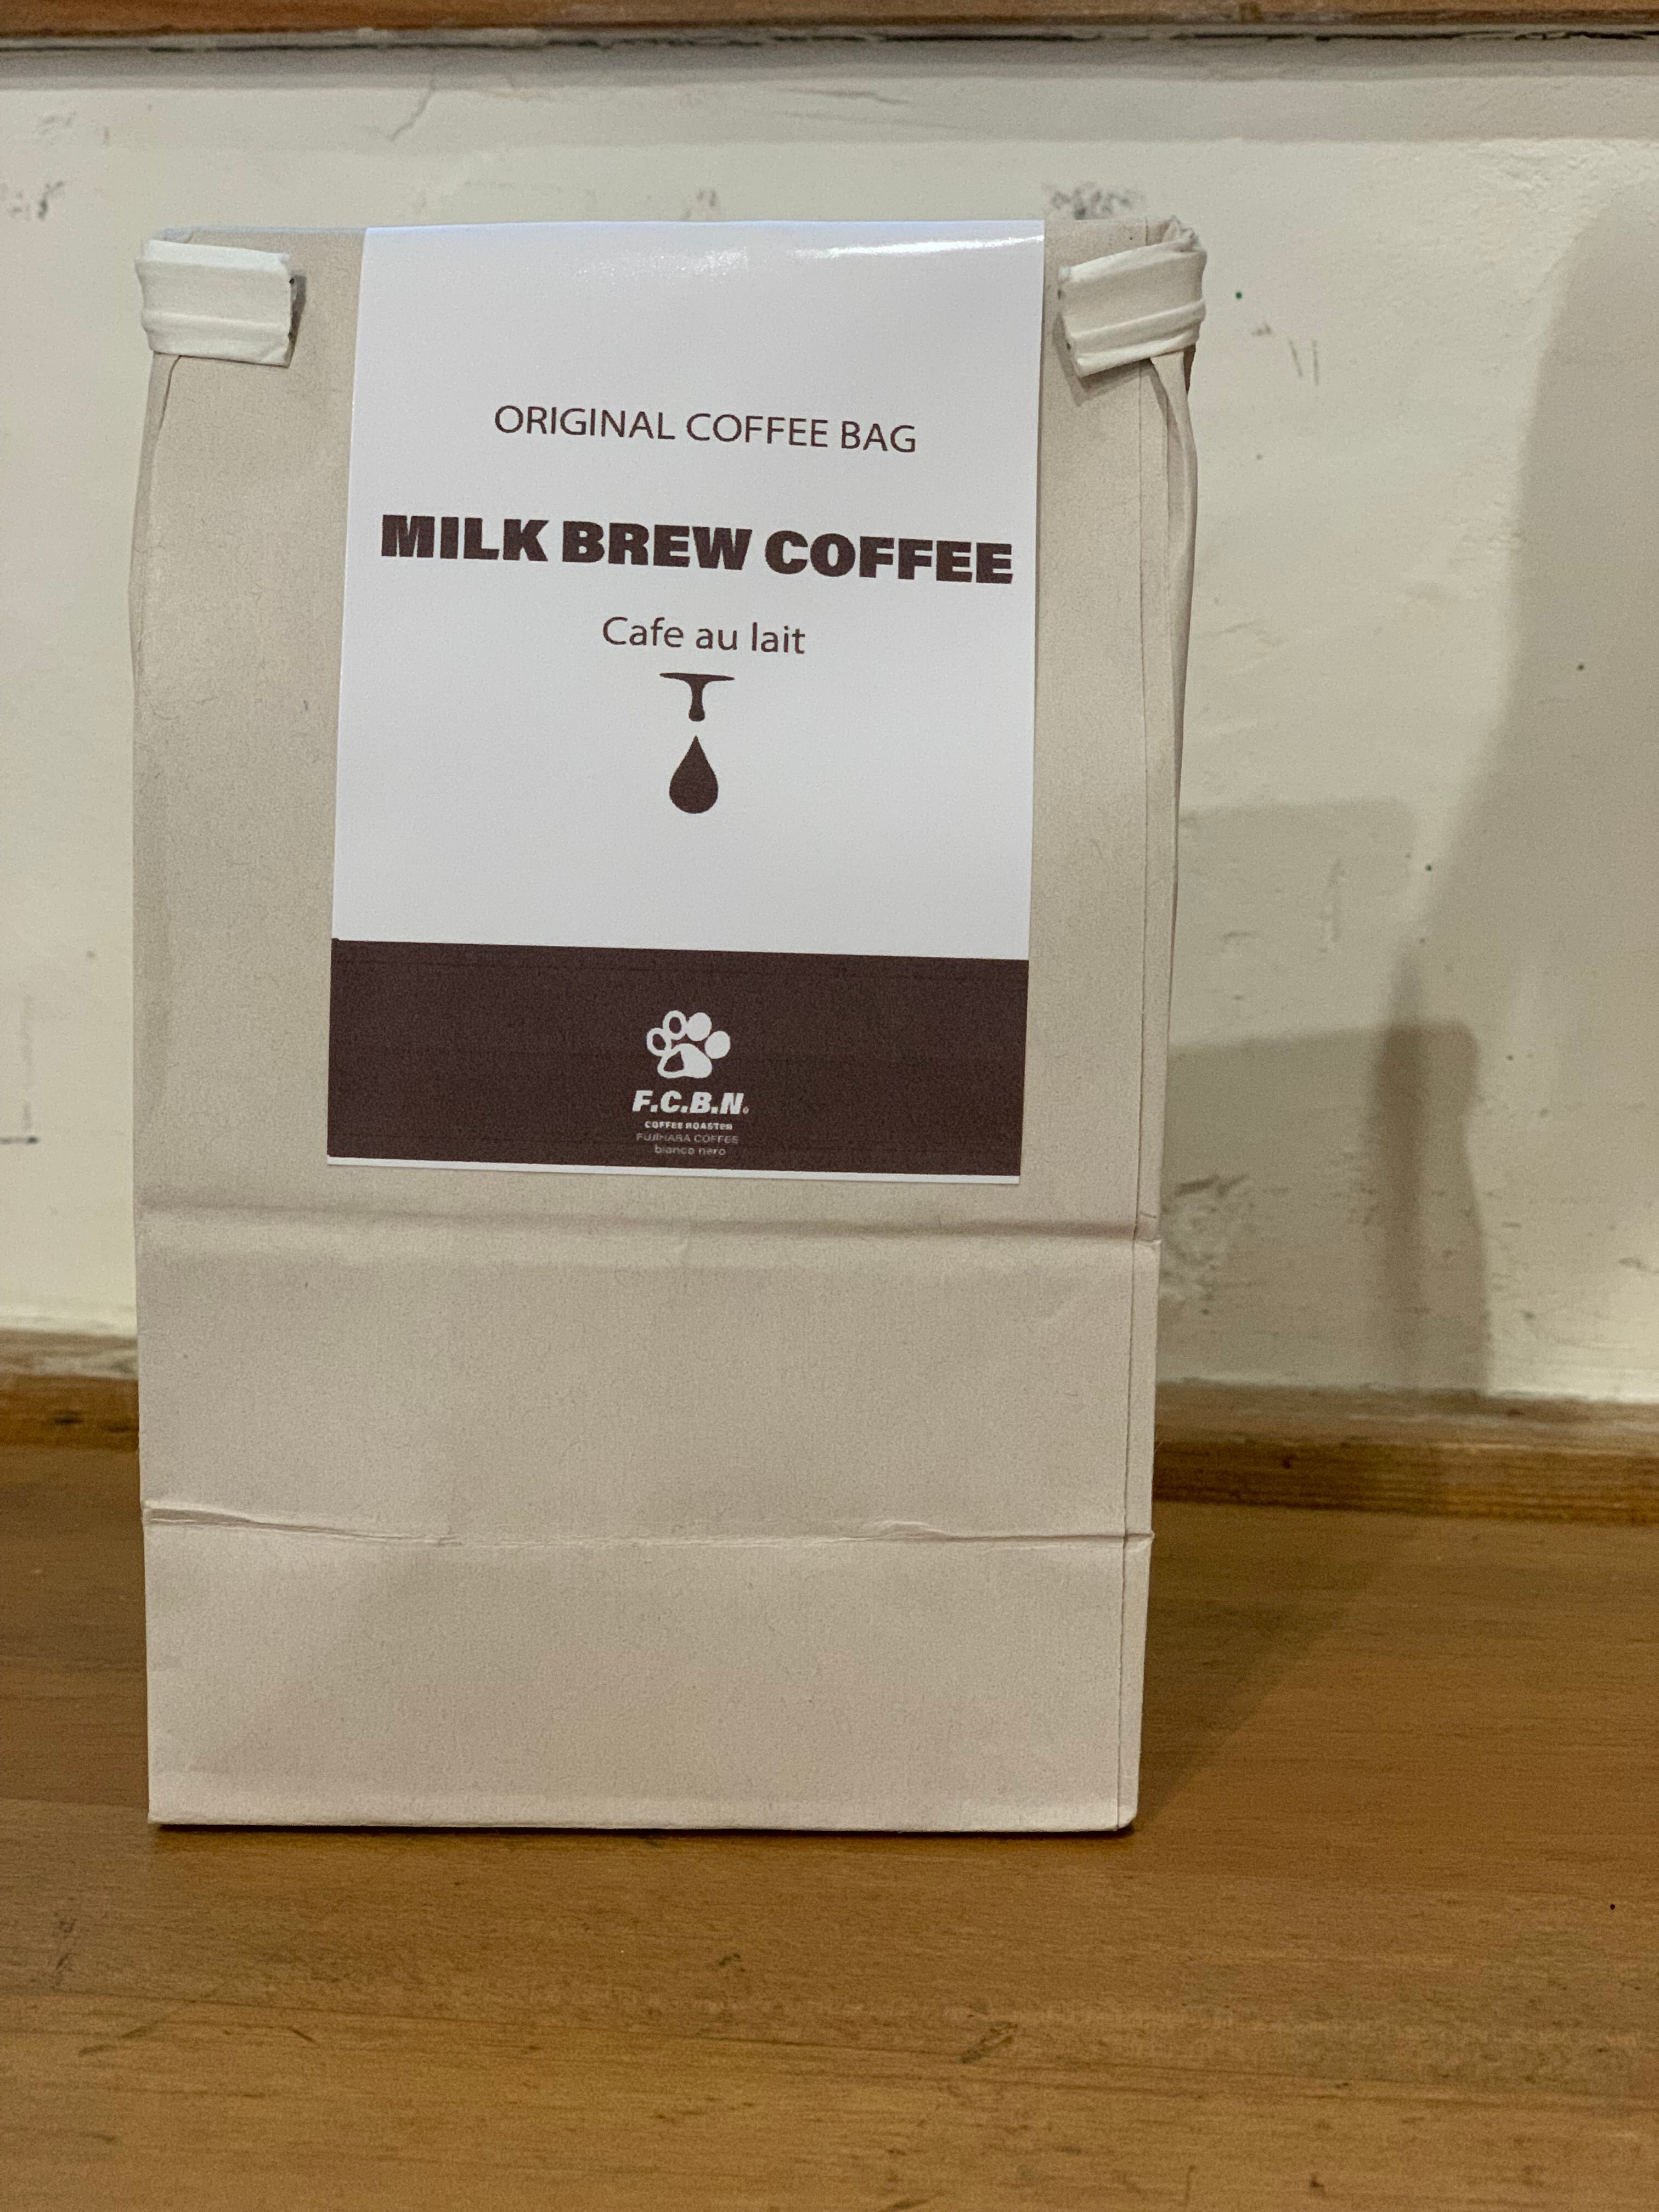 ORIGINAL COFFEE BAG
MILK BREW COFFEE
Cafe au lait
F.C.B.N.
COFFEE ROASTER
FUJIHARA COFFEE
bianco nero